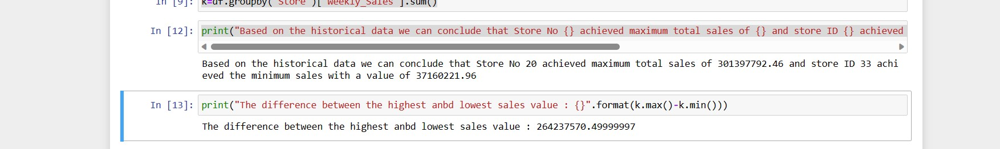 In [9]: k=df.groupby('Store')['Weekly_Sales'].sum()
In [12]: print("Based on the historical data we can conclude that Store No {} achieved maximum total sales of {} and store ID {} achieved
Based on the historical data we can conclude that Store No 20 achieved maximum total sales of 301397792.46 and store ID 33 achi
eved the minimum sales with a value of 37160221.96
In [13]: print("The difference between the highest anbd lowest sales value : {}".format(k.max()-k.min()))
The difference between the highest anbd lowest sales value : 264237570.49999997